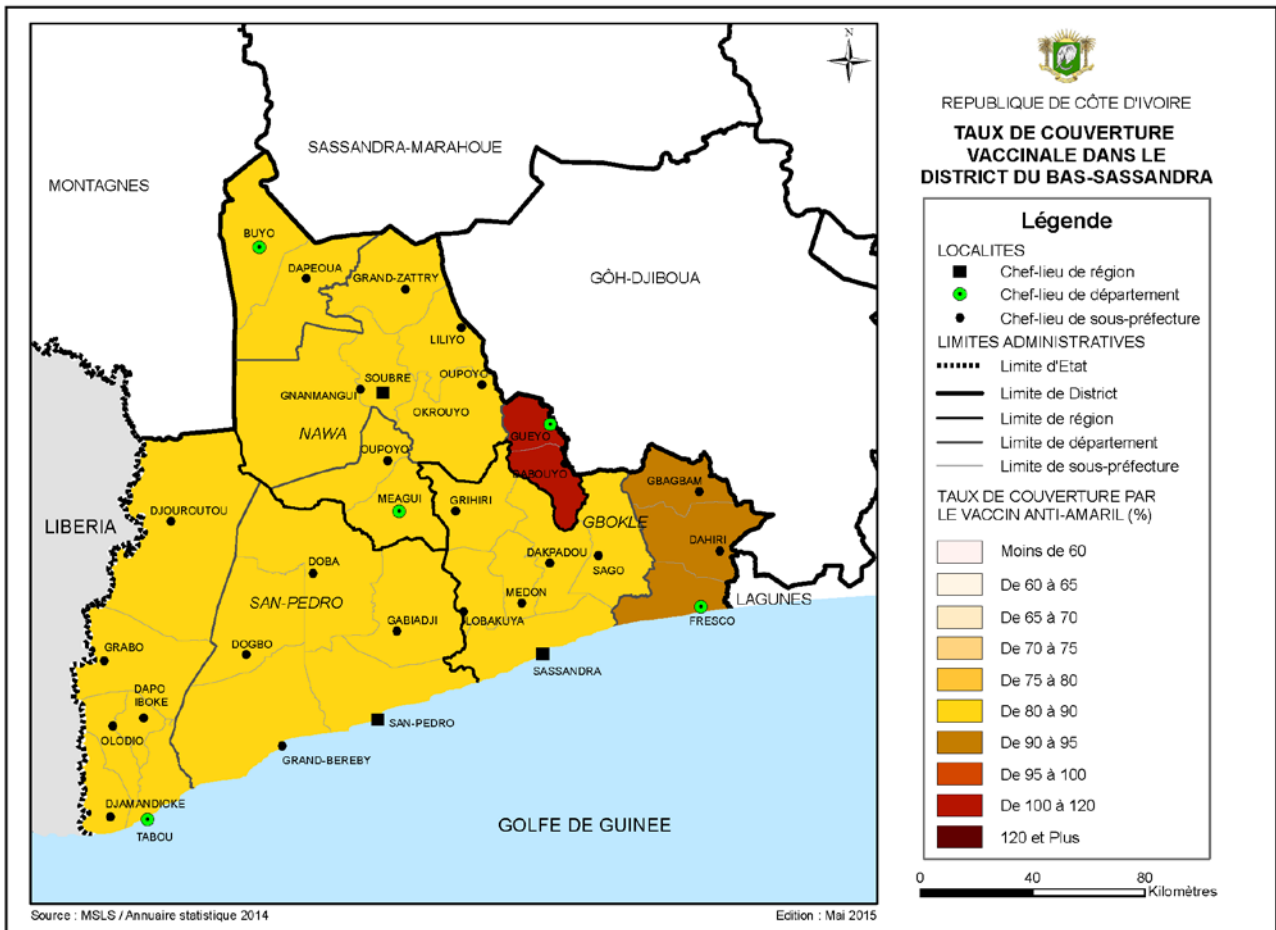 N
MONTAGNES
SASSANDRA-MARAHOUE
BUYO
DAPEOUA
GRAND-ZATTRY
GÔH-DJIBOUA
LILIYO
SOUBRE
OUPOYO
GNANMANGUI
OKROUYO
NAWA
GUEYO
OUPOYO
DABOUYO
MEAGUI
GRIHIRI
GBAGBAM
DJOUROUTOU
GBOKLE
LIBERIA
DAHIRI
DOBA
DAKPADOU
SAGO
SAN-PEDRO
MEDON
LAGUNES
GABIADJI
LOBAKUYA
FRESCO
GRABO
DOGBO
SASSANDRA
DAPO
IBOKE
SAN-PEDRO
OLODIO
GRAND-BEREBY
DJAMANDIOKE
TABOU
GOLFE DE GUINEE
Source : MSLS / Annuaire statistique 2014
Edition : Mai 2015
REPUBLIQUE DE CÔTE D'IVOIRE
TAUX DE COUVERTURE
VACCINALE DANS LE
DISTRICT DU BAS-SASSANDRA
Légende
LOCALITES
Chef-lieu de région
Chef-lieu de département
Chef-lieu de sous-préfecture
LIMITES ADMINISTRATIVES
Limite d'Etat
Limite de District
Limite de région
Limite de département
Limite de sous-préfecture
TAUX DE COUVERTURE PAR
LE VACCIN ANTI-AMARIL (%)
Moins de 60
De 60 à 65
De 65 à 70
De 70 à 75
De 75 à 80
De 80 à 90
De 90 à 95
De 95 à 100
De 100 à 120
120 et Plus
0 40 80
Kilomètres